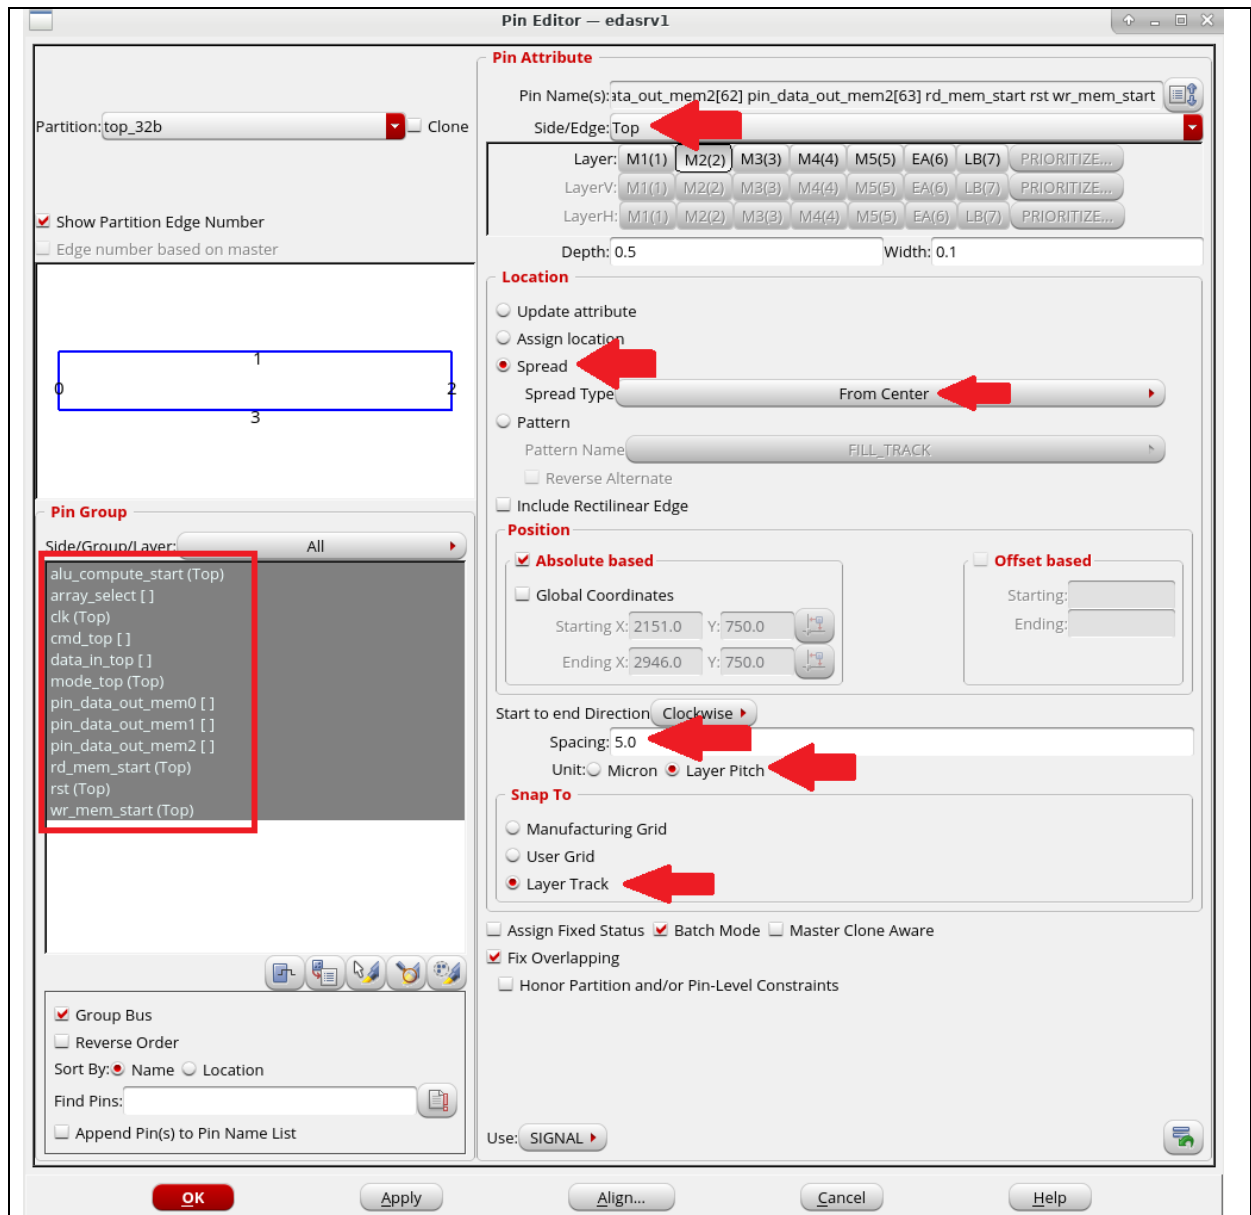 Pin Editor — edasrv1
Partition: top_32b
Clone
Show Partition Edge Number
Edge number based on master
1
0
2
3
Pin Group
Side/Group/Layer: All
alu_compute_start (Top)
array_select [ ]
clk (Top)
cmd_top [ ]
data_in_top [ ]
mode_top (Top)
pin_data_out_mem0 [ ]
pin_data_out_mem1 [ ]
pin_data_out_mem2 [ ]
rd_mem_start (Top)
rst (Top)
wr_mem_start (Top)
Group Bus
Reverse Order
Sort By: Name Location
Find Pins:
Append Pin(s) to Pin Name List
Pin Attribute
Pin Name(s): ata_out_mem2[62] pin_data_out_mem2[63] rd_mem_start rst wr_mem_start
Side/Edge: Top
Layer: M1(1) M2(2) M3(3) M4(4) M5(5) EA(6) LB(7) PRIORITIZE...
LayerV: M1(1) M2(2) M3(3) M4(4) M5(5) EA(6) LB(7) PRIORITIZE...
LayerH: M1(1) M2(2) M3(3) M4(4) M5(5) EA(6) LB(7) PRIORITIZE...
Depth: 0.5 Width: 0.1
Location
Update attribute
Assign location
Spread
Spread Type From Center
Pattern
Pattern Name FILL_TRACK
Reverse Alternate
Include Rectilinear Edge
Position
Absolute based
Global Coordinates
Starting X: 2151.0 Y: 750.0
Ending X: 2946.0 Y: 750.0
Offset based
Starting:
Ending:
Start to end Direction Clockwise
Spacing: 5.0
Unit: Micron Layer Pitch
Snap To
Manufacturing Grid
User Grid
Layer Track
Assign Fixed Status Batch Mode Master Clone Aware
Fix Overlapping
Honor Partition and/or Pin-Level Constraints
Use: SIGNAL
OK Apply Align... Cancel Help